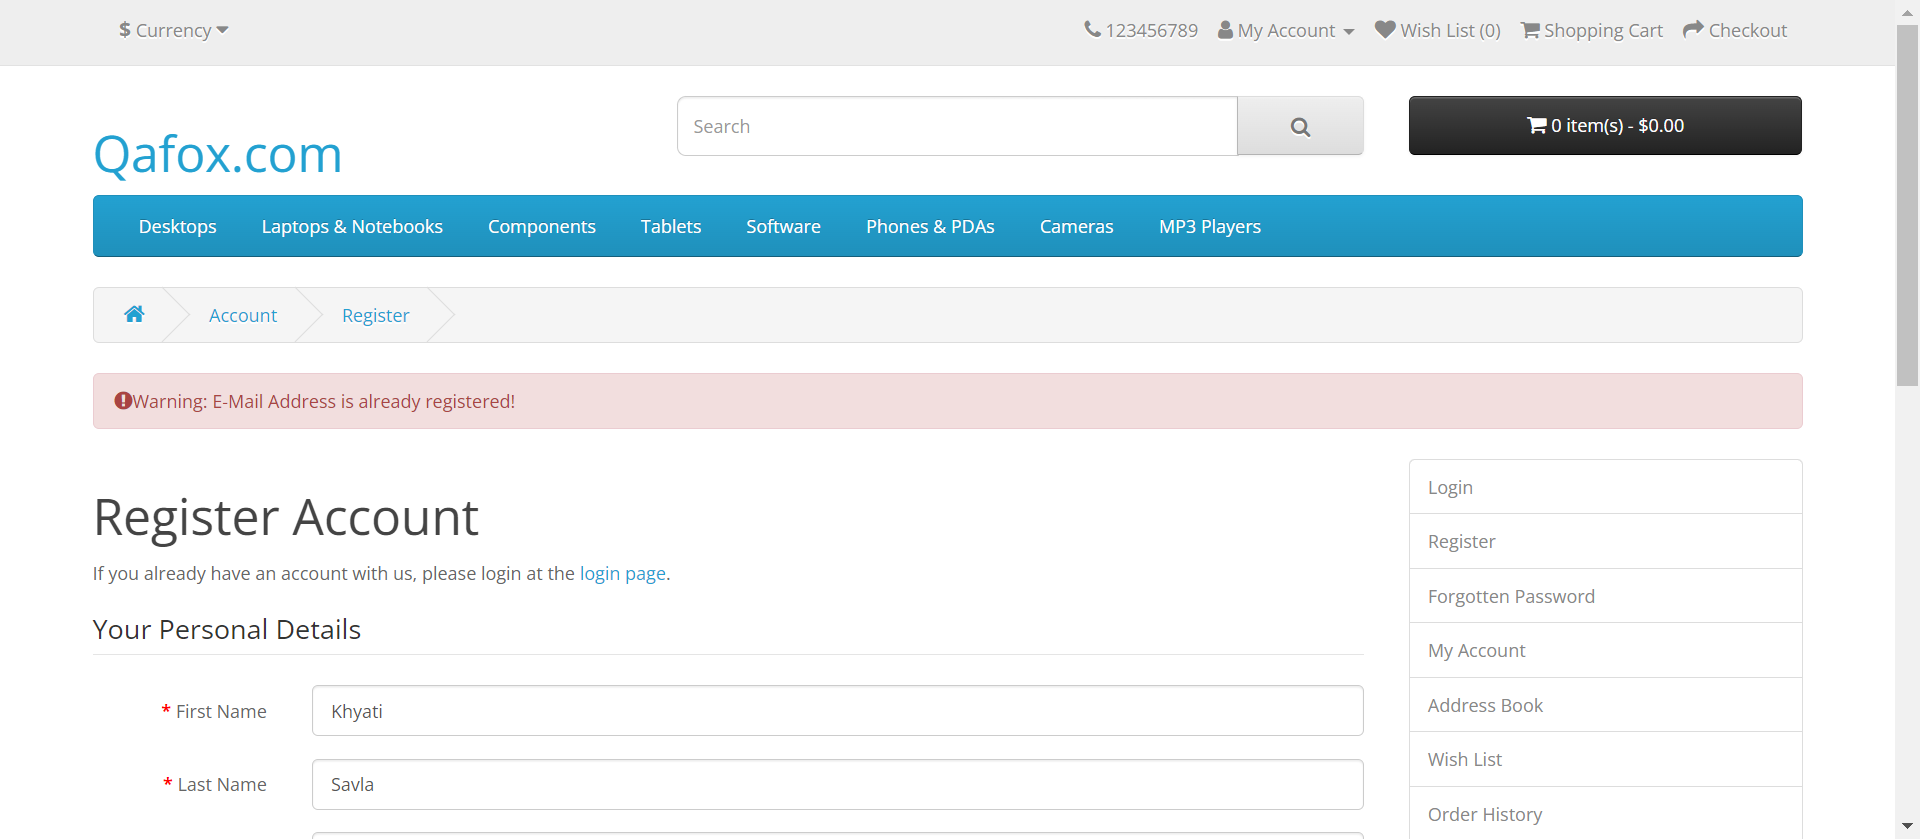 $ Currency
123456789 My Account Wish List (0) Shopping Cart Checkout
Qafox.com
Search
0 item(s) - $0.00
Desktops Laptops & Notebooks Components Tablets Software Phones & PDAs Cameras MP3 Players
Account Register
Warning: E-Mail Address is already registered!
Register Account
If you already have an account with us, please login at the login page.
Your Personal Details
* First Name Khyati
* Last Name Savla
Login
Register
Forgotten Password
My Account
Address Book
Wish List
Order History